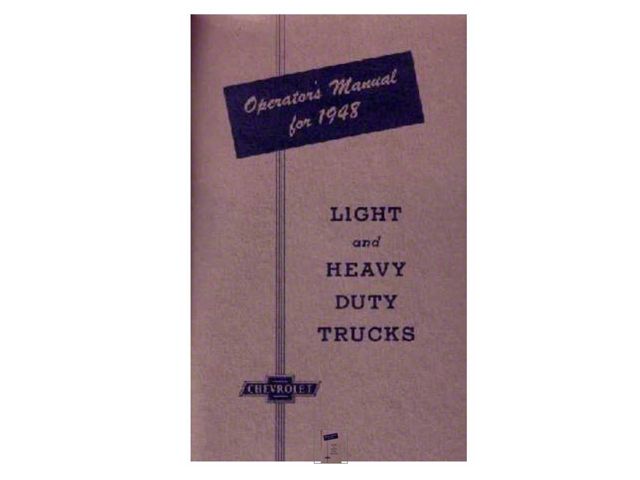 Operator's Manual
for 1948
LIGHT
and
HEAVY
DUTY
TRUCKS
CHEVROLET